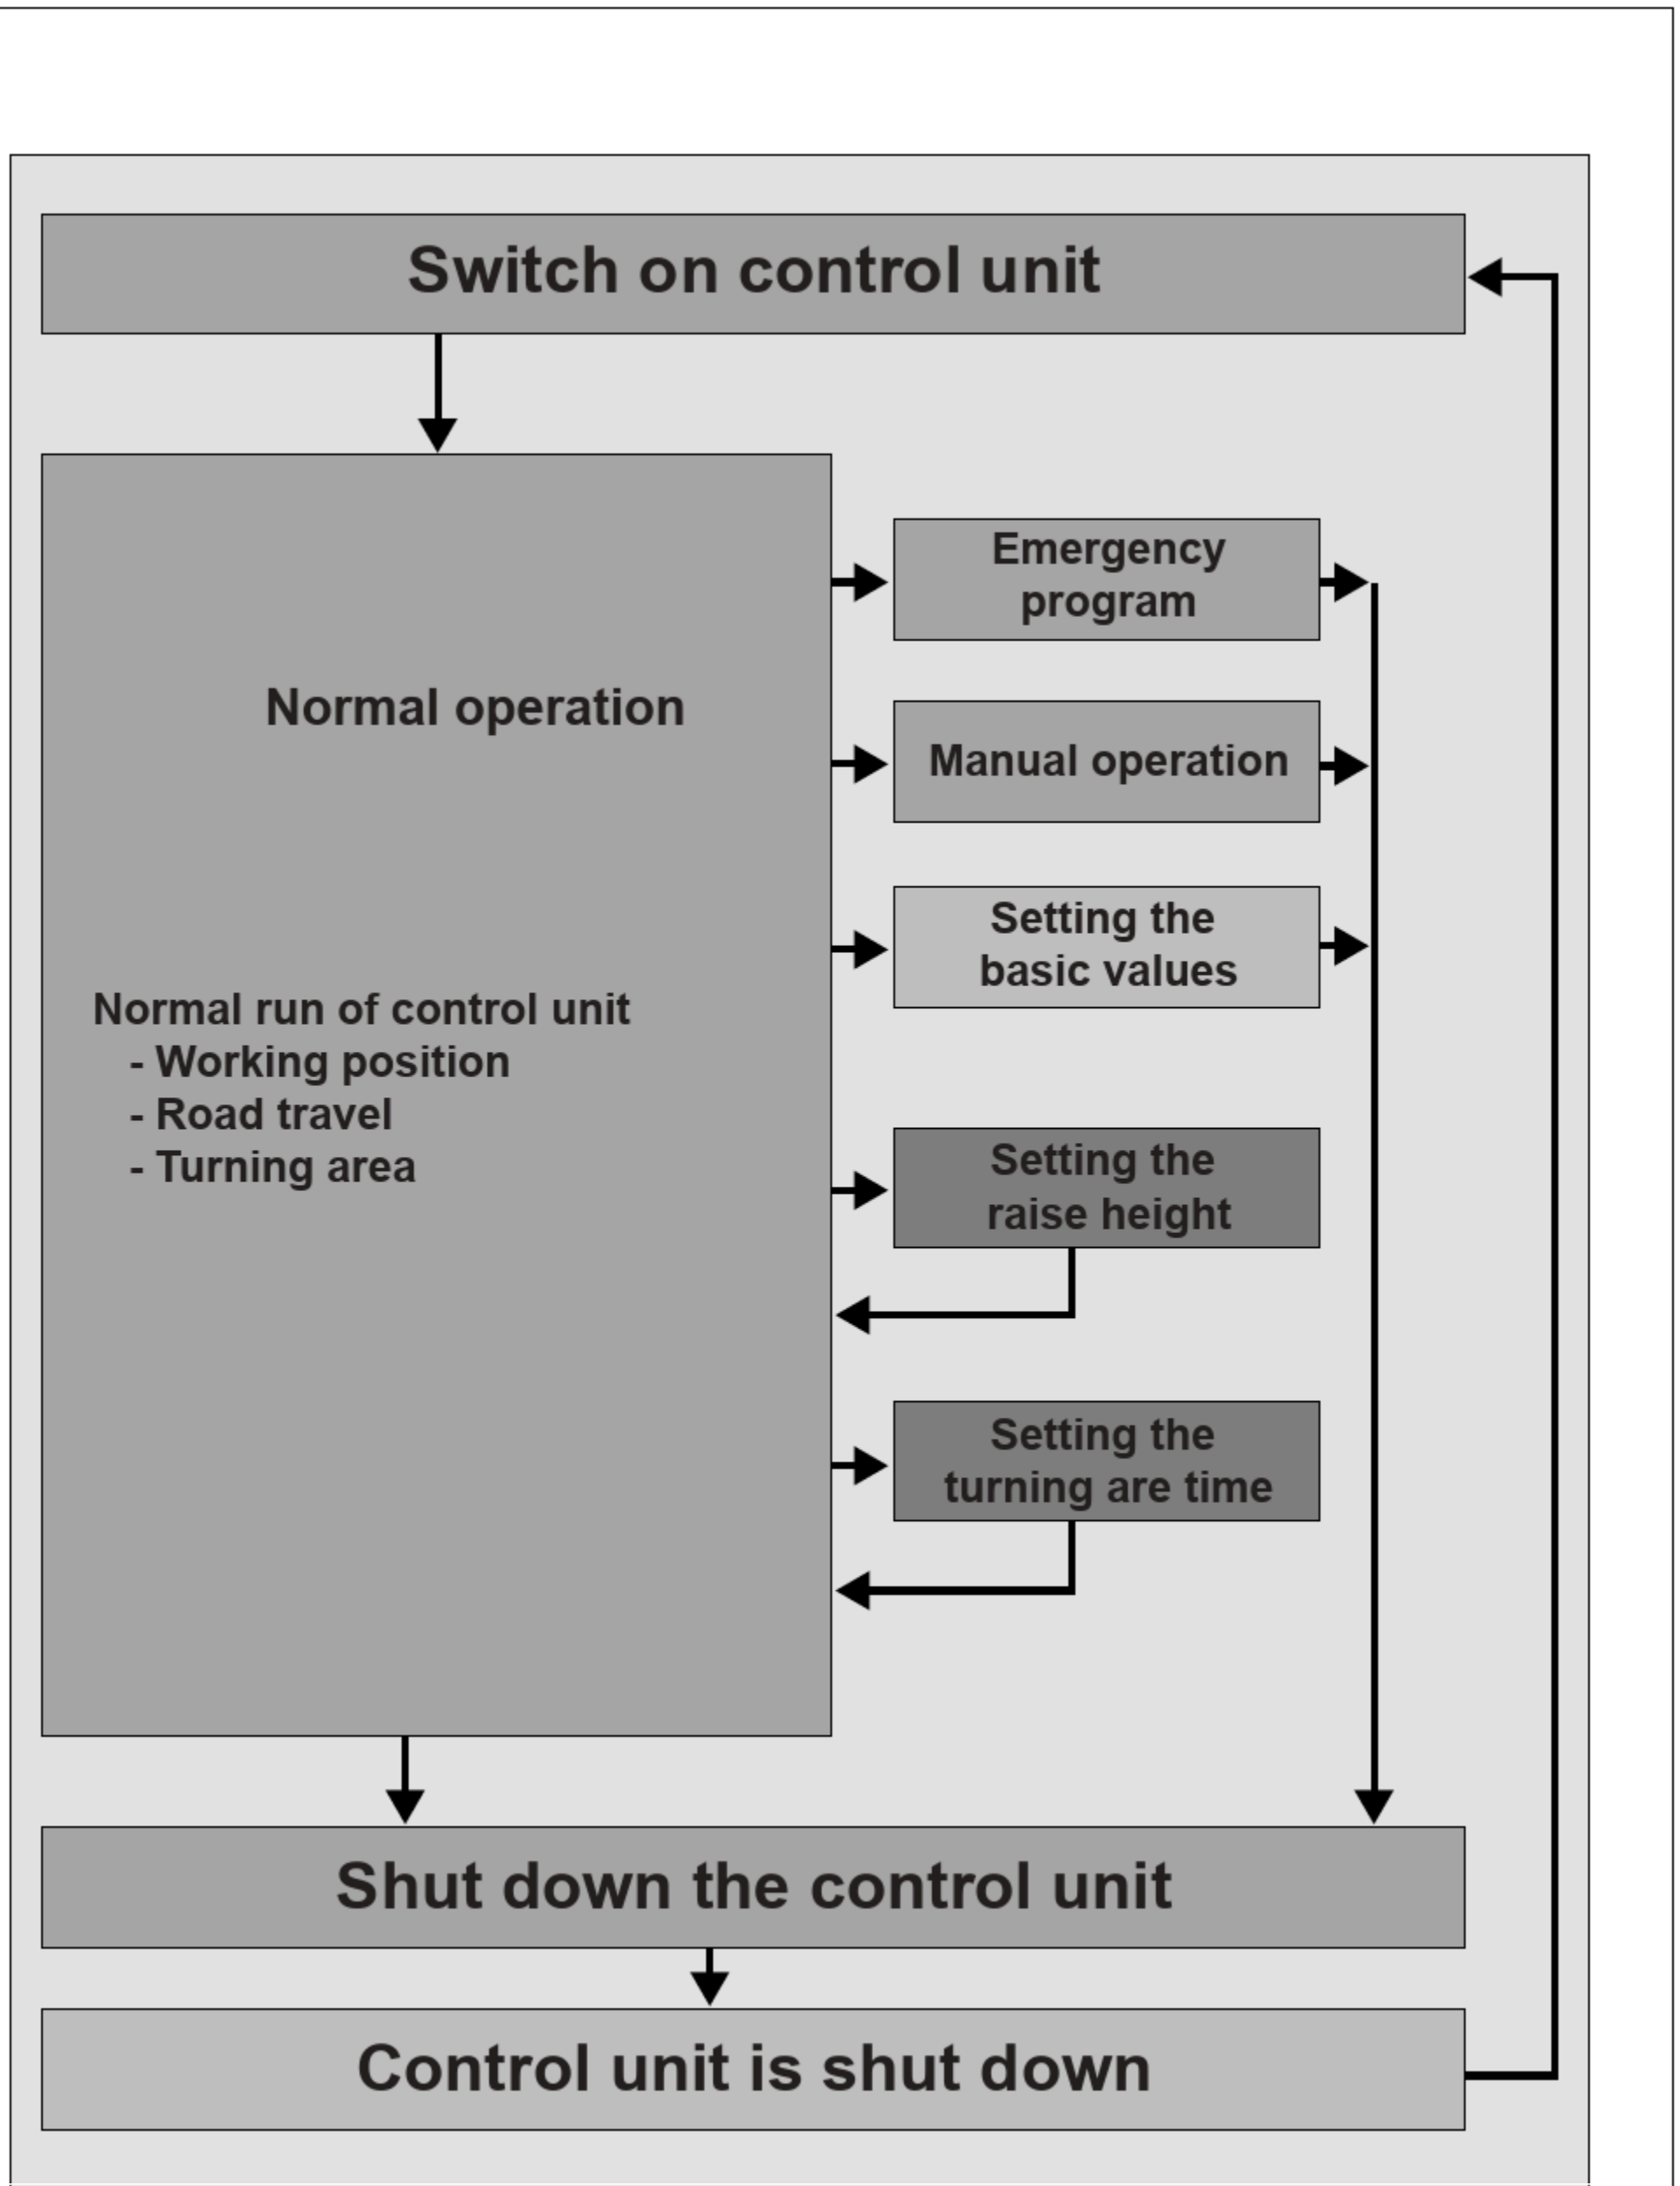 Switch on control unit
Normal operation
Normal run of control unit
- Working position
- Road travel
- Turning area
Emergency
program
Manual operation
Setting the
basic values
Setting the
raise height
Setting the
turning are time
Shut down the control unit
Control unit is shut down